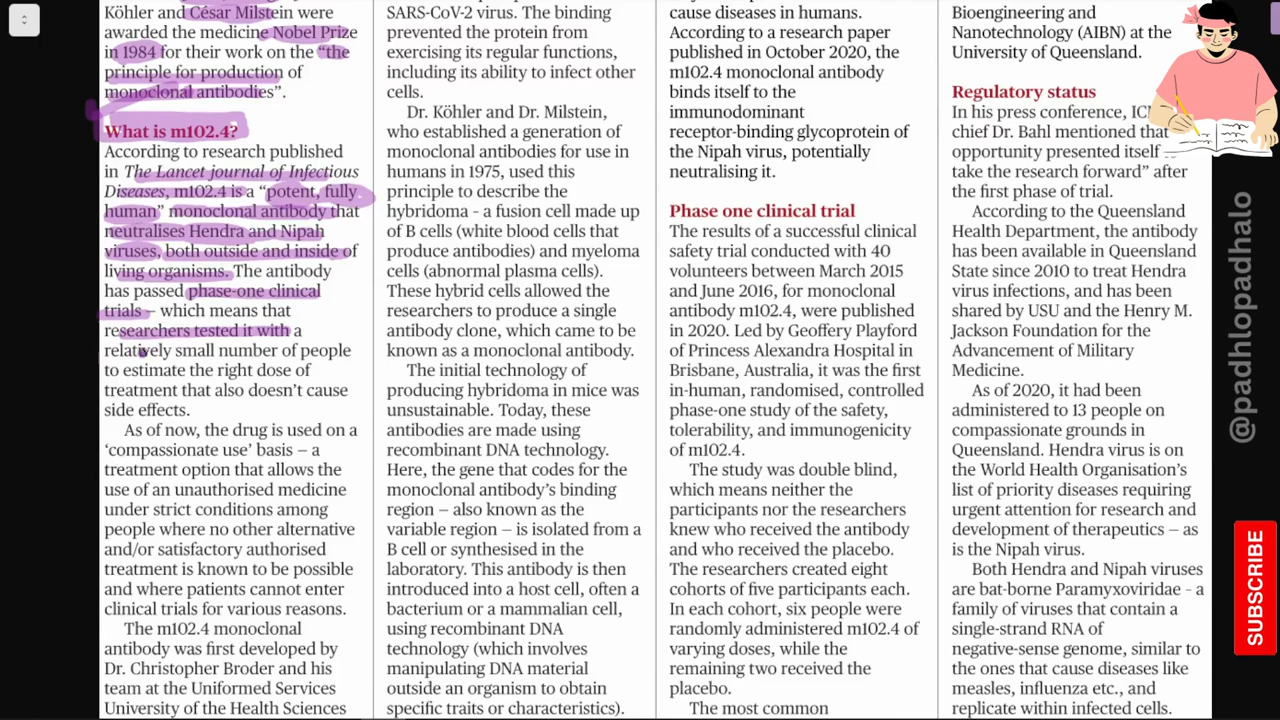 Köhler and César Milstein were
awarded the medicine Nobel Prize
in 1984 for their work on the “the
principle for production of
monoclonal antibodies”.
What is m102.4?
According to research published
in The Lancet journal of Infectious
Diseases, m102.4 is a “potent, fully
human” monoclonal antibody that
neutralises Hendra and Nipah
viruses, both outside and inside of
living organisms. The antibody
has passed phase-one clinical
trials – which means that
researchers tested it with a
relatively small number of people
to estimate the right dose of
treatment that also doesn’t cause
side effects.
As of now, the drug is used on a
‘compassionate use’ basis – a
treatment option that allows the
use of an unauthorised medicine
under strict conditions among
people where no other alternative
and/or satisfactory authorised
treatment is known to be possible
and where patients cannot enter
clinical trials for various reasons.
The m102.4 monoclonal
antibody was first developed by
Dr. Christopher Broder and his
team at the Uniformed Services
University of the Health Sciences
SARS-CoV-2 virus. The binding
prevented the protein from
exercising its regular functions,
including its ability to infect other
cells.
Dr. Köhler and Dr. Milstein,
who established a generation of
monoclonal antibodies for use in
humans in 1975, used this
principle to describe the
hybridoma - a fusion cell made up
of B cells (white blood cells that
produce antibodies) and myeloma
cells (abnormal plasma cells).
These hybrid cells allowed the
researchers to produce a single
antibody clone, which came to be
known as a monoclonal antibody.
The initial technology of
producing hybridoma in mice was
unsustainable. Today, these
antibodies are made using
recombinant DNA technology.
Here, the gene that codes for the
monoclonal antibody’s binding
region – also known as the
variable region – is isolated from a
B cell or synthesised in the
laboratory. This antibody is then
introduced into a host cell, often a
bacterium or a mammalian cell,
using recombinant DNA
technology (which involves
manipulating DNA material
outside an organism to obtain
specific traits or characteristics).
cause diseases in humans.
According to a research paper
published in October 2020, the
m102.4 monoclonal antibody
binds itself to the
immunodominant
receptor-binding glycoprotein of
the Nipah virus, potentially
neutralising it.
Phase one clinical trial
The results of a successful clinical
safety trial conducted with 40
volunteers between March 2015
and June 2016, for monoclonal
antibody m102.4, were published
in 2020. Led by Geoffery Playford
of Princess Alexandra Hospital in
Brisbane, Australia, it was the first
in-human, randomised, controlled
phase-one study of the safety,
tolerability, and immunogenicity
of m102.4.
The study was double blind,
which means neither the
participants nor the researchers
knew who received the antibody
and who received the placebo.
The researchers created eight
cohorts of five participants each.
In each cohort, six people were
randomly administered m102.4 of
varying doses, while the
remaining two received the
placebo.
The most common
Bioengineering and
Nanotechnology (AIBN) at the
University of Queensland.
Regulatory status
In his press conference,
chief Dr. Bahl mentioned that
opportunity presented itself
take the research forward” after
the first phase of trial.
According to the Queensland
Health Department, the antibody
has been available in Queensland
State since 2010 to treat Hendra
virus infections, and has been
shared by USU and the Henry M.
Jackson Foundation for the
Advancement of Military
Medicine.
As of 2020, it had been
administered to 13 people on
compassionate grounds in
Queensland. Hendra virus is on
the World Health Organisation’s
list of priority diseases requiring
urgent attention for research and
development of therapeutics – as
is the Nipah virus.
Both Hendra and Nipah viruses
are bat-borne Paramyxoviridae - a
family of viruses that contain a
single-strand RNA of
negative-sense genome, similar to
the ones that cause diseases like
measles, influenza etc., and
replicate within infected cells.
@padhlopadhalo
SUBSCRIBE